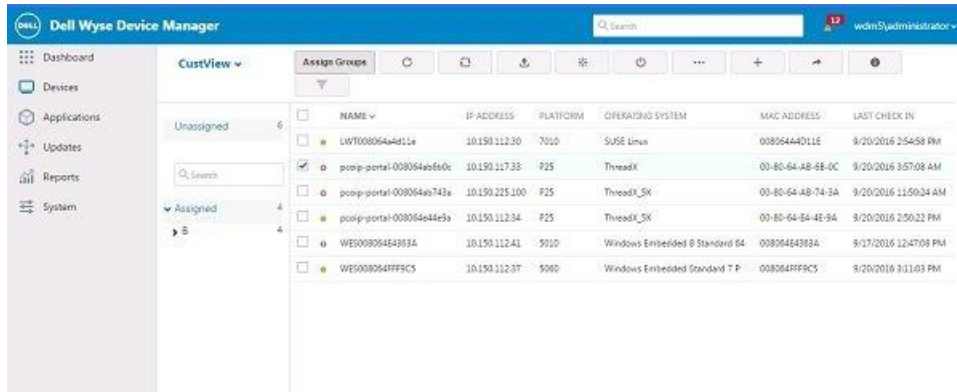 DELL Dell Wyse Device Manager Search 12 wdm5\administrator
Dashboard
Devices
Applications
Updates
Reports
System
CustView
Unassigned 6
Search
Assigned 4
B 4
Assign Groups
NAME IP ADDRESS PLATFORM OPERATING SYSTEM MAC ADDRESS LAST CHECK IN
LWT008064a4d11e 10.150.112.30 7010 SUSE Linux 008064A4D11E 9/20/2016 2:54:58 PM
pcoip-portal-008064ab6b0c 10.150.117.33 P25 ThreadX 00-80-64-AB-6B-0C 9/20/2016 3:57:08 AM
pcoip-portal-008064ab743a 10.150.225.100 P25 ThreadX_5X 00-80-64-AB-74-3A 9/20/2016 11:50:24 AM
pcoip-portal-008064e44e9a 10.150.112.34 P25 ThreadX_5X 00-80-64-E4-4E-9A 9/20/2016 2:50:22 PM
WES008064E4363A 10.150.112.41 5010 Windows Embedded 8 Standard 64 008064E4363A 9/17/2016 12:47:08 PM
WES008064FFF9C5 10.150.112.37 5060 Windows Embedded Standard 7 P 008064FFF9C5 9/20/2016 3:11:03 PM